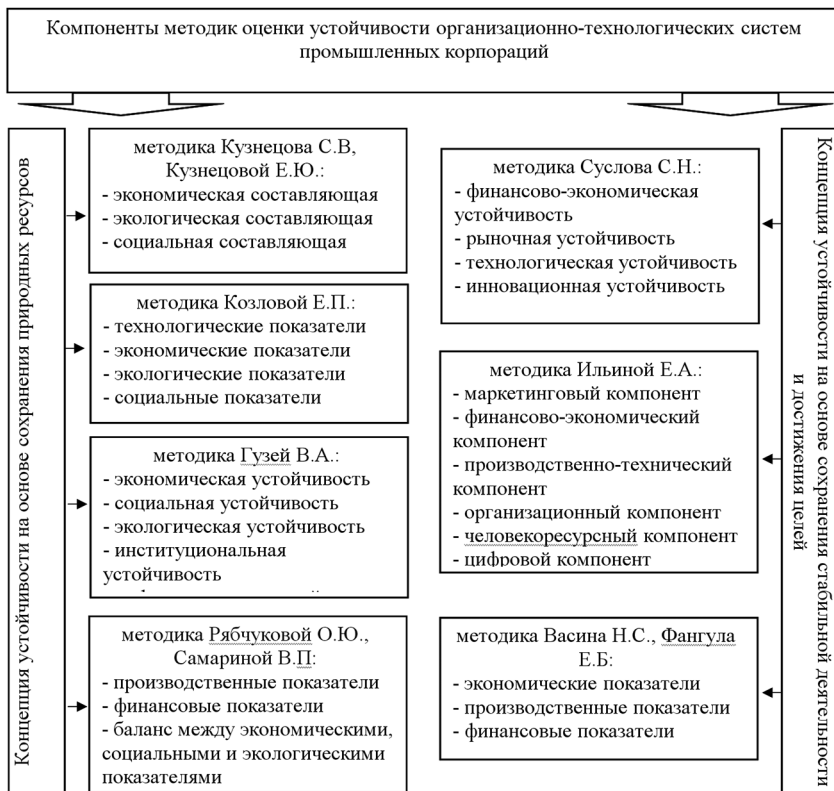 Компоненты методик оценки устойчивости организационно-технологических систем
промышленных корпораций
Концепция устойчивости на основе сохранения природных ресурсов
методика Кузнецова С.В,
Кузнецовой Е.Ю.:
- экономическая составляющая
- экологическая составляющая
- социальная составляющая
методика Козловой Е.П.:
- технологические показатели
- экономические показатели
- экологические показатели
- социальные показатели
методика Гузей В.А.:
- экономическая устойчивость
- социальная устойчивость
- экологическая устойчивость
- институциональная
устойчивость
методика Рябчуковой О.Ю.,
Самариной В.П:
- производственные показатели
- финансовые показатели
- баланс между экономическими,
социальными и экологическими
показателями
методика Суслова С.Н.:
- финансово-экономическая
устойчивость
- рыночная устойчивость
- технологическая устойчивость
- инновационная устойчивость
методика Ильиной Е.А.:
- маркетинговый компонент
- финансово-экономический
компонент
- производственно-технический
компонент
- организационный компонент
- человекоресурсный компонент
- цифровой компонент
методика Васина Н.С., Фангула
Е.Б:
- экономические показатели
- производственные показатели
- финансовые показатели
Концепция устойчивости на основе сохранения стабильной деятельности
и достижения целей